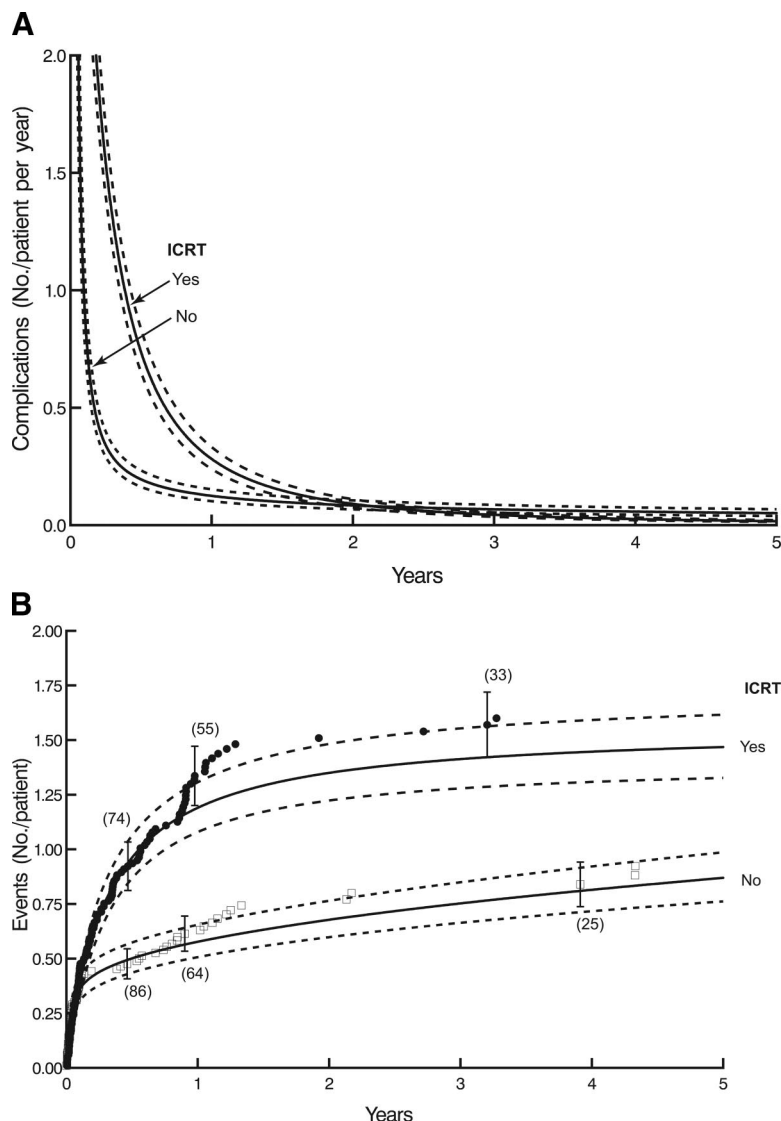 A
2.0
1.5
1.0
0.5
0.0
Complications (No./patient per year)
ICRT
Yes
No
0 1 2 3 4 5
Years
B
2.00
1.75
1.50
1.25
1.00
0.75
0.50
0.25
0.00
Events (No./patient)
(33)
ICRT
(55)
Yes
(74)
No
(25)
(64)
(86)
0 1 2 3 4 5
Years